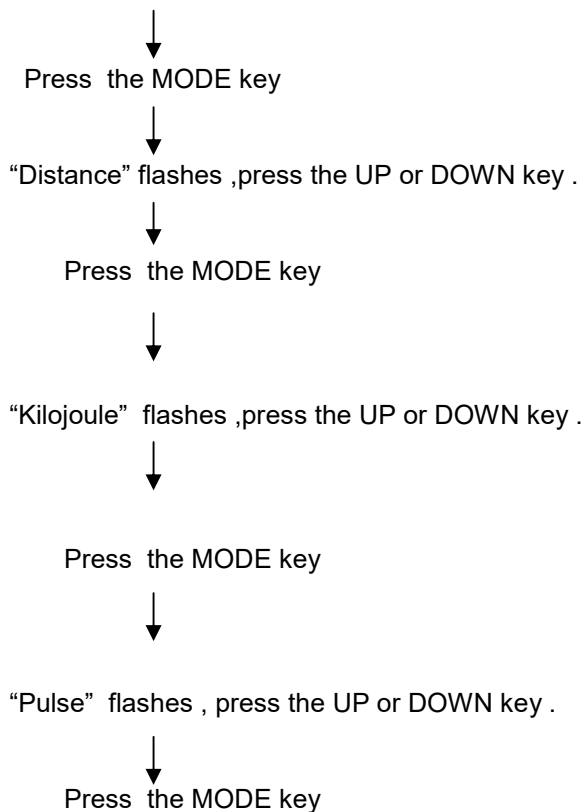 Press  the MODE key
“Distance” flashes ,press the UP or DOWN key .
Press  the MODE key
“Kilojoule”  flashes ,press the UP or DOWN key .
Press  the MODE key
“Pulse”  flashes , press the UP or DOWN key .
Press  the MODE key